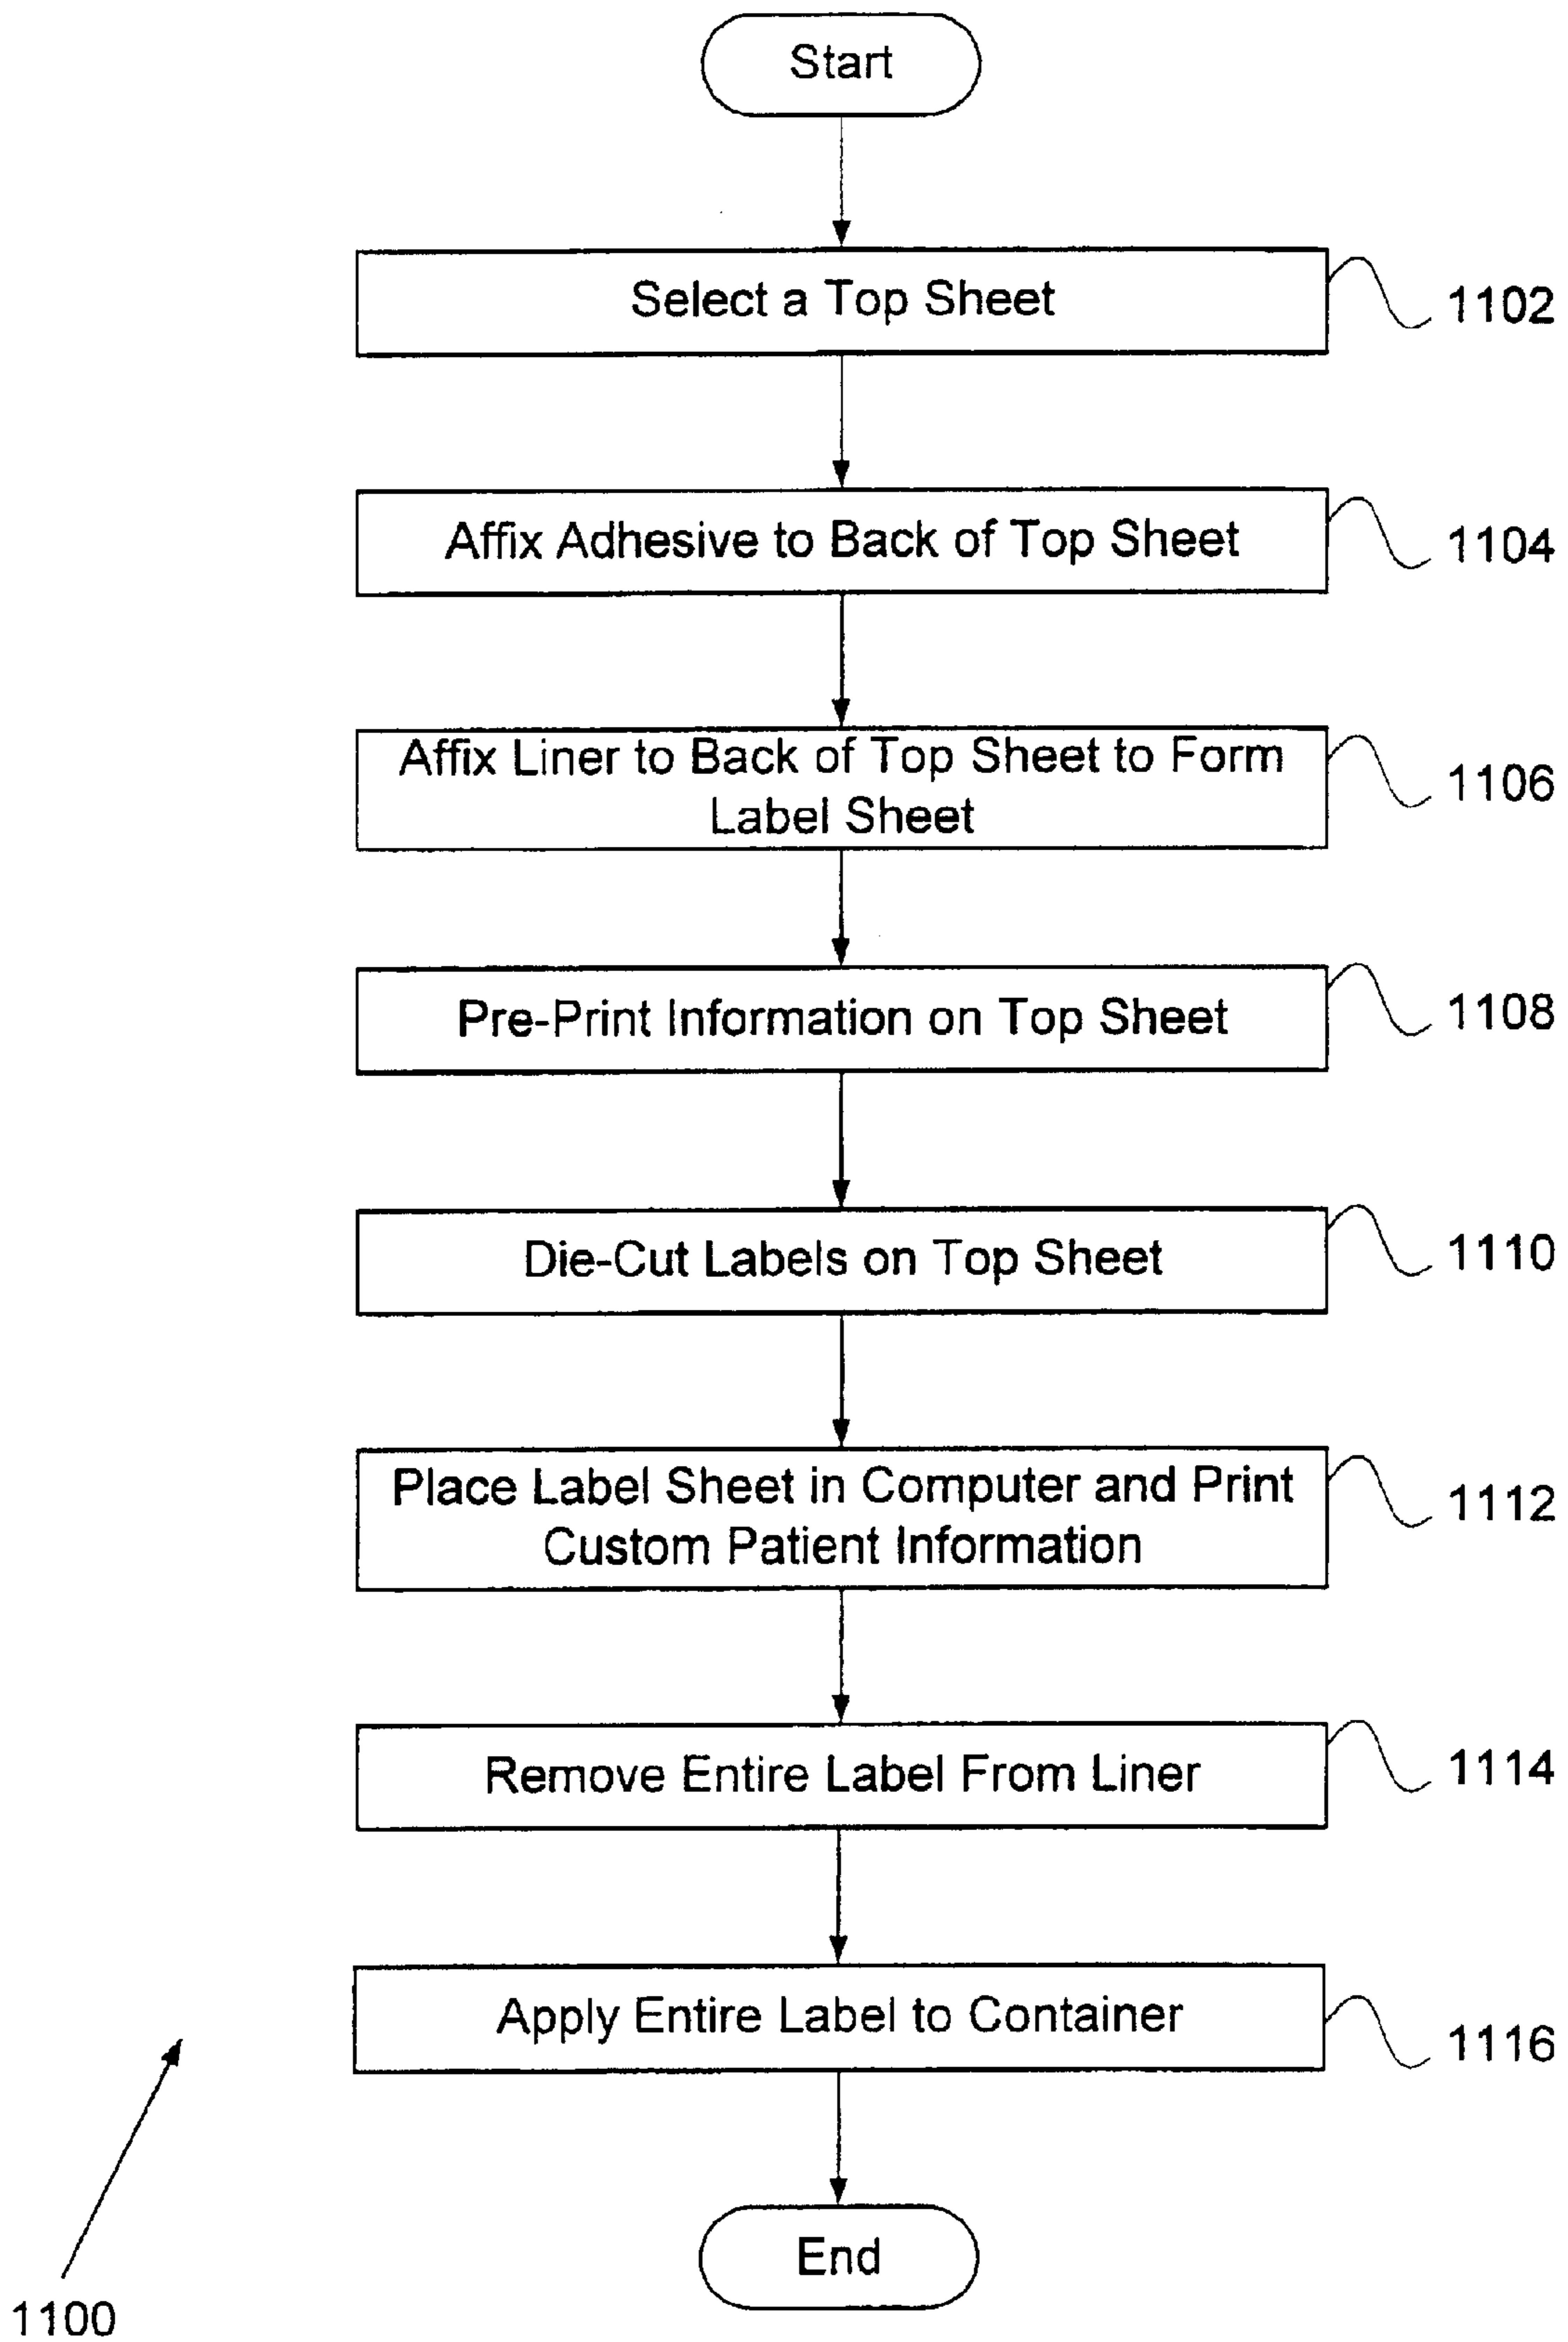 Start
Select a Top Sheet
1102
Affix Adhesive to Back of Top Sheet
1104
Affix Liner to Back of Top Sheet to Form
Label Sheet
1106
Pre-Print Information on Top Sheet
1108
Die-Cut Labels on Top Sheet
1110
Place Label Sheet in Computer and Print
Custom Patient Information
1112
Remove Entire Label From Liner
1114
Apply Entire Label to Container
1116
End
1100